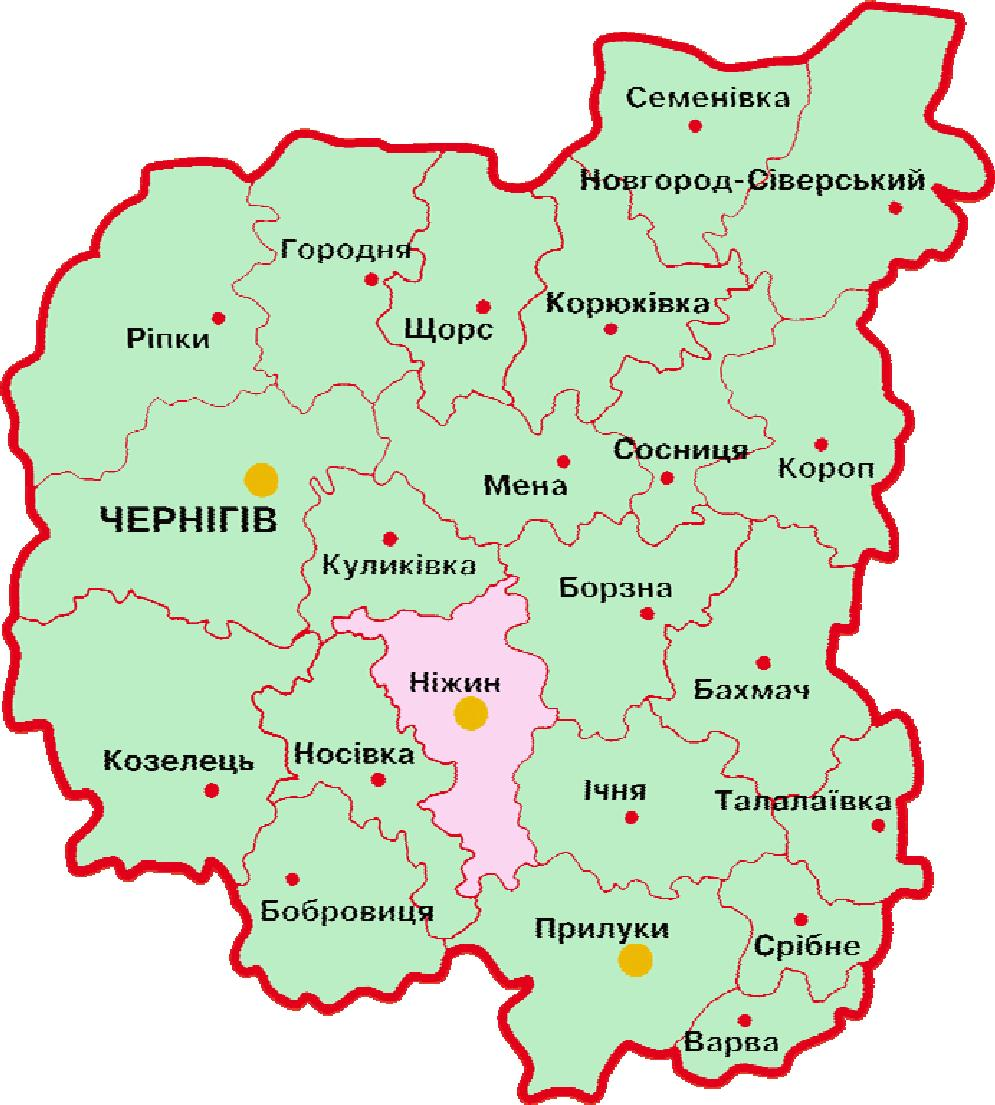 Семенівка
Новгород-Сіверський
Городня
Корюківка
Щорс
Ріпки
Сосниця
Короп
Мена
ЧЕРНІГІВ
Куликівка
Борзна
Ніжин
Бахмач
Носівка
Козелець
Ічня
Талалаївка
Бобровиця
Прилуки
Срібне
Варва